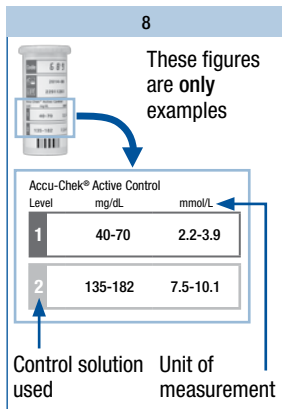 8
These figures
are only
examples
Accu-Chek® Active Control
Level mg/dL mmol/L
1 40-70 2.2-3.9
2 135-182 7.5-10.1
Control solution
used
Unit of
measurement